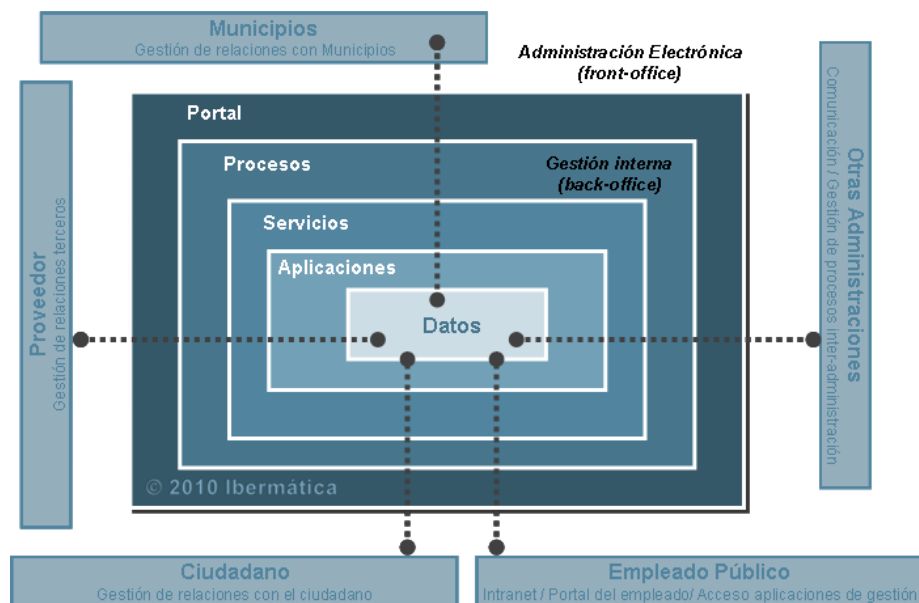 Municipios
Gestión de relaciones con Municipios
Administración Electrónica
(front-office)
Portal
Procesos
Gestión interna
(back-office)
Servicios
Aplicaciones
Datos
Proveedor
Gestión de relaciones terceros
Otras Administraciones
Comunicación / Gestión de procesos inter-administración
© 2010 Ibermática
Ciudadano
Gestión de relaciones con el ciudadano
Empleado Público
Intranet / Portal del empleado/ Acceso aplicaciones de gestión